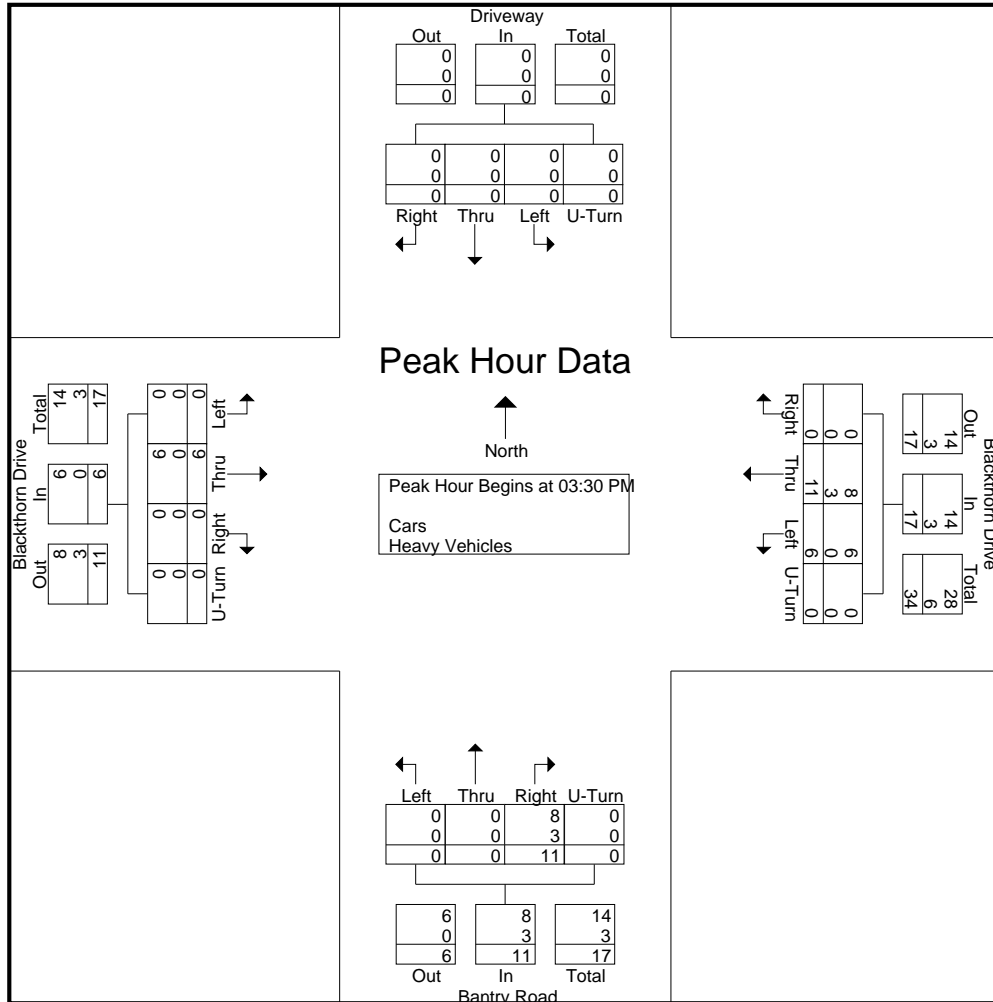 Driveway
Out In Total
0 0 0
0 0 0
0 0 0
0 0 0 0
0 0 0 0
0 0 0 0
Right Thru Left U-Turn
Peak Hour Data
North
Peak Hour Begins at 03:30 PM
Cars
Heavy Vehicles
Blackthorn Drive
Out In Total
8 6 14
3 0 3
11 6 17
0 6 0 0
0 0 0 0
0 6 0 0
Left Thru Right U-Turn
Blackthorn Drive
Out In Total
14 14 28
3 3 6
17 17 34
0 8 6 0
0 3 0 0
0 11 6 0
Right Thru Left U-Turn
Left Thru Right U-Turn
0 0 8 0
0 0 3 0
0 0 11 0
6 8 14
0 3 3
6 11 17
Out In Total
Bantry Road